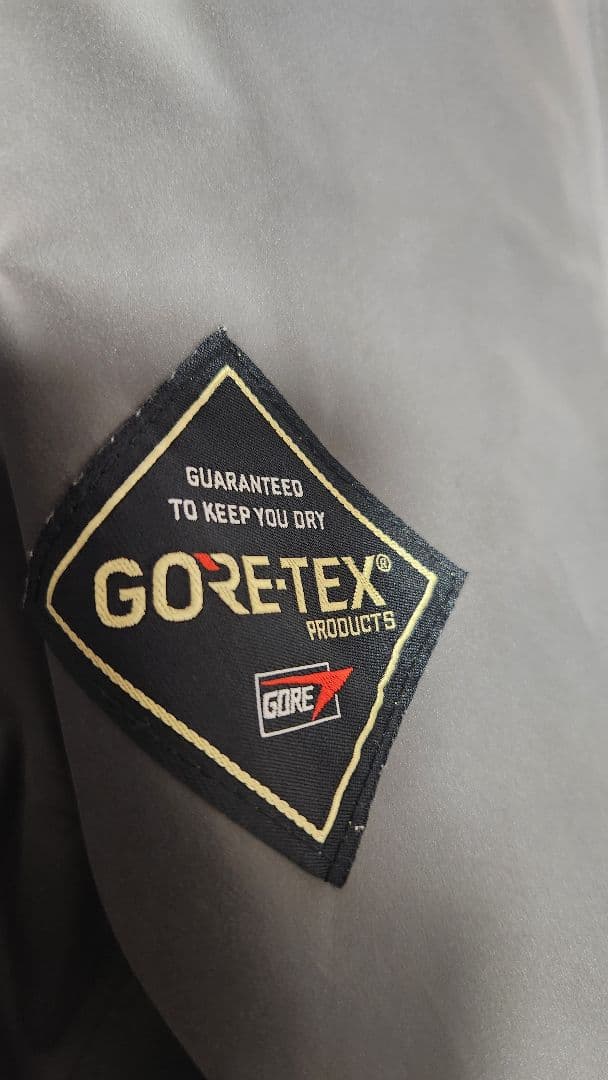 GUARANTEED
TO KEEP YOU DRY
GORE-TEX®
PRODUCTS
GORE